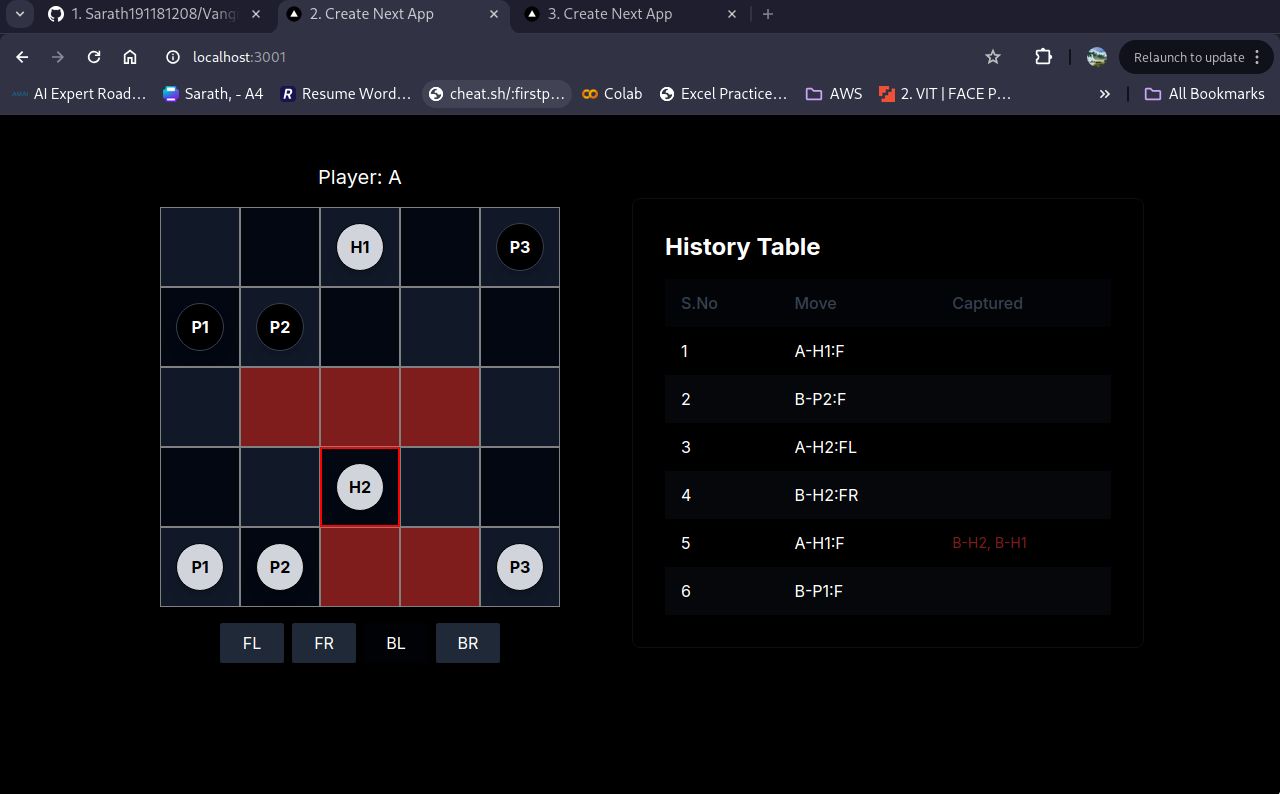 1. Sarath191181208/Vanq
2. Create Next App
3. Create Next App
localhost:3001
Relaunch to update
AI Expert Road…
Sarath, - A4
Resume Word…
cheat.sh/:firstp…
Colab
Excel Practice…
AWS
2. VIT | FACE P…
All Bookmarks
Player: A
H1 P3
P1 P2
H2
P1 P2 P3
FL FR BL BR
History Table
S.No Move Captured
1 A-H1:F
2 B-P2:F
3 A-H2:FL
4 B-H2:FR
5 A-H1:F B-H2, B-H1
6 B-P1:F